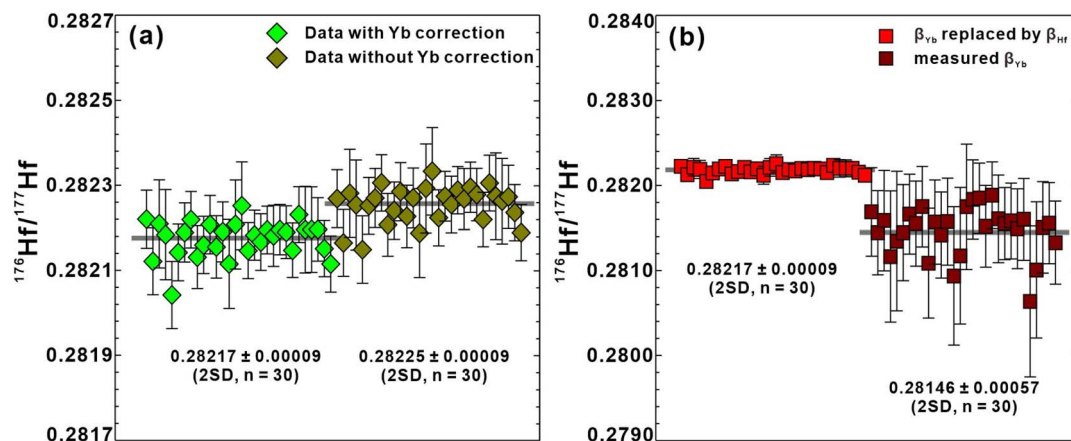 (a)
Data with Yb correction
Data without Yb correction
0.2827
0.2825
0.2823
0.2821
0.2819
0.2817
¹⁷⁶Hf/¹⁷⁷Hf
0.28217 ± 0.00009
(2SD, n = 30)
0.28225 ± 0.00009
(2SD, n = 30)
(b)
βYb replaced by βHf
measured βYb
0.2840
0.2830
0.2820
0.2810
0.2800
0.2790
¹⁷⁶Hf/¹⁷⁷Hf
0.28217 ± 0.00009
(2SD, n = 30)
0.28146 ± 0.00057
(2SD, n = 30)